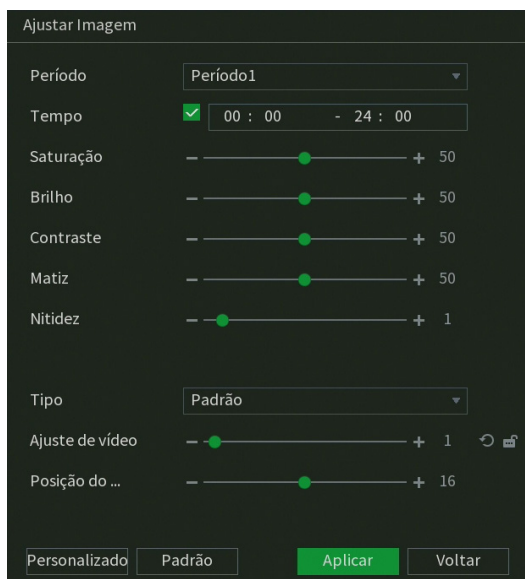 Ajustar Imagem
Período Período1
Tempo 00 : 00 - 24 : 00
Saturação 50
Brilho 50
Contraste 50
Matiz 50
Nitidez 1
Tipo Padrão
Ajuste de vídeo 1
Posição do ... 16
Personalizado Padrão Aplicar Voltar